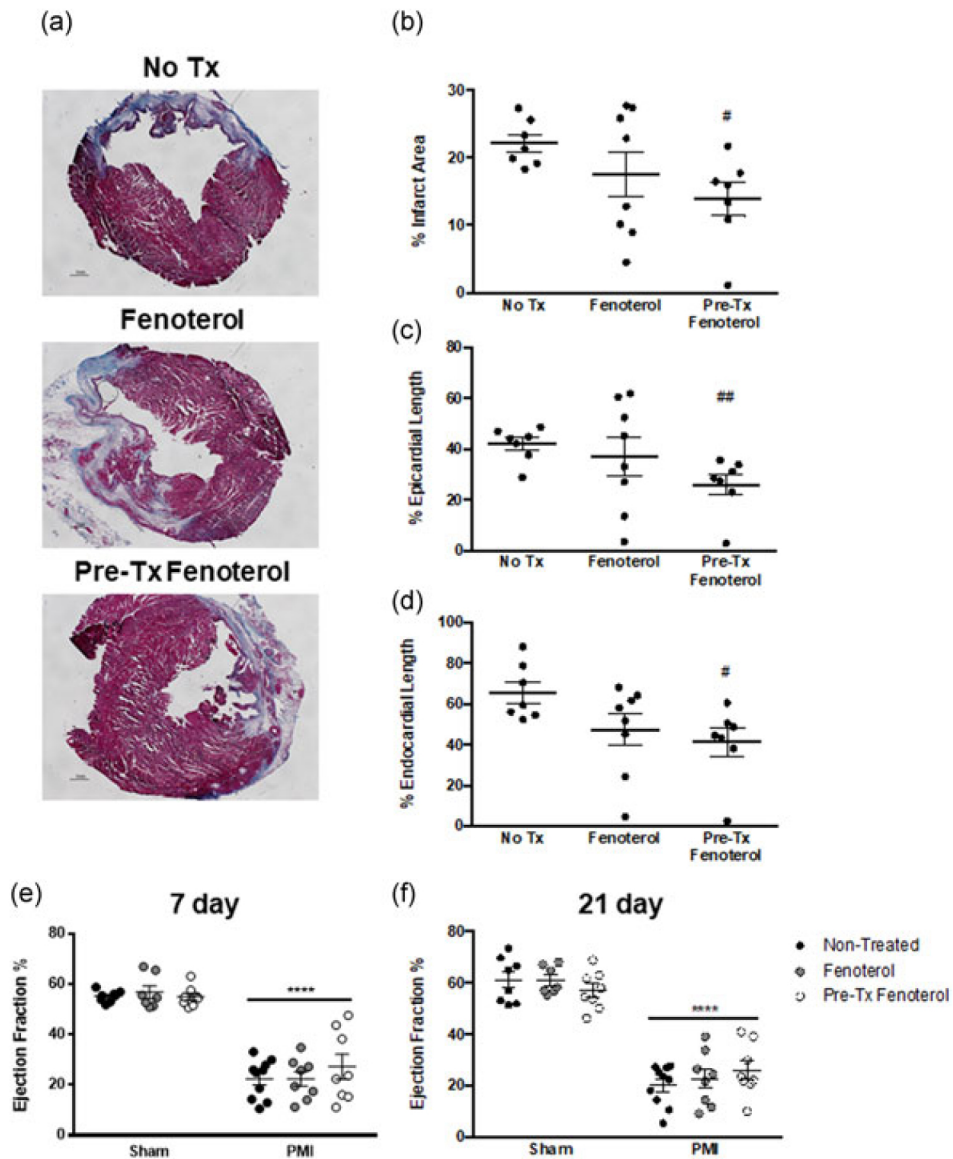 (a)
No Tx
Fenoterol
Pre-Tx Fenoterol
(b)
% Infarct Area
30
20
10
0
#
No Tx
Fenoterol
Pre-Tx
Fenoterol
(c)
% Epicardial Length
80
60
40
20
0
##
No Tx
Fenoterol
Pre-Tx
Fenoterol
(d)
% Endocardial Length
100
80
60
40
20
0
#
No Tx
Fenoterol
Pre-Tx
Fenoterol
(e)
7 day
Ejection Fraction %
80
60
40
20
0
****
Sham
PMI
(f)
21 day
Ejection Fraction %
80
60
40
20
0
****
Sham
PMI
Non-Treated
Fenoterol
Pre-Tx Fenoterol